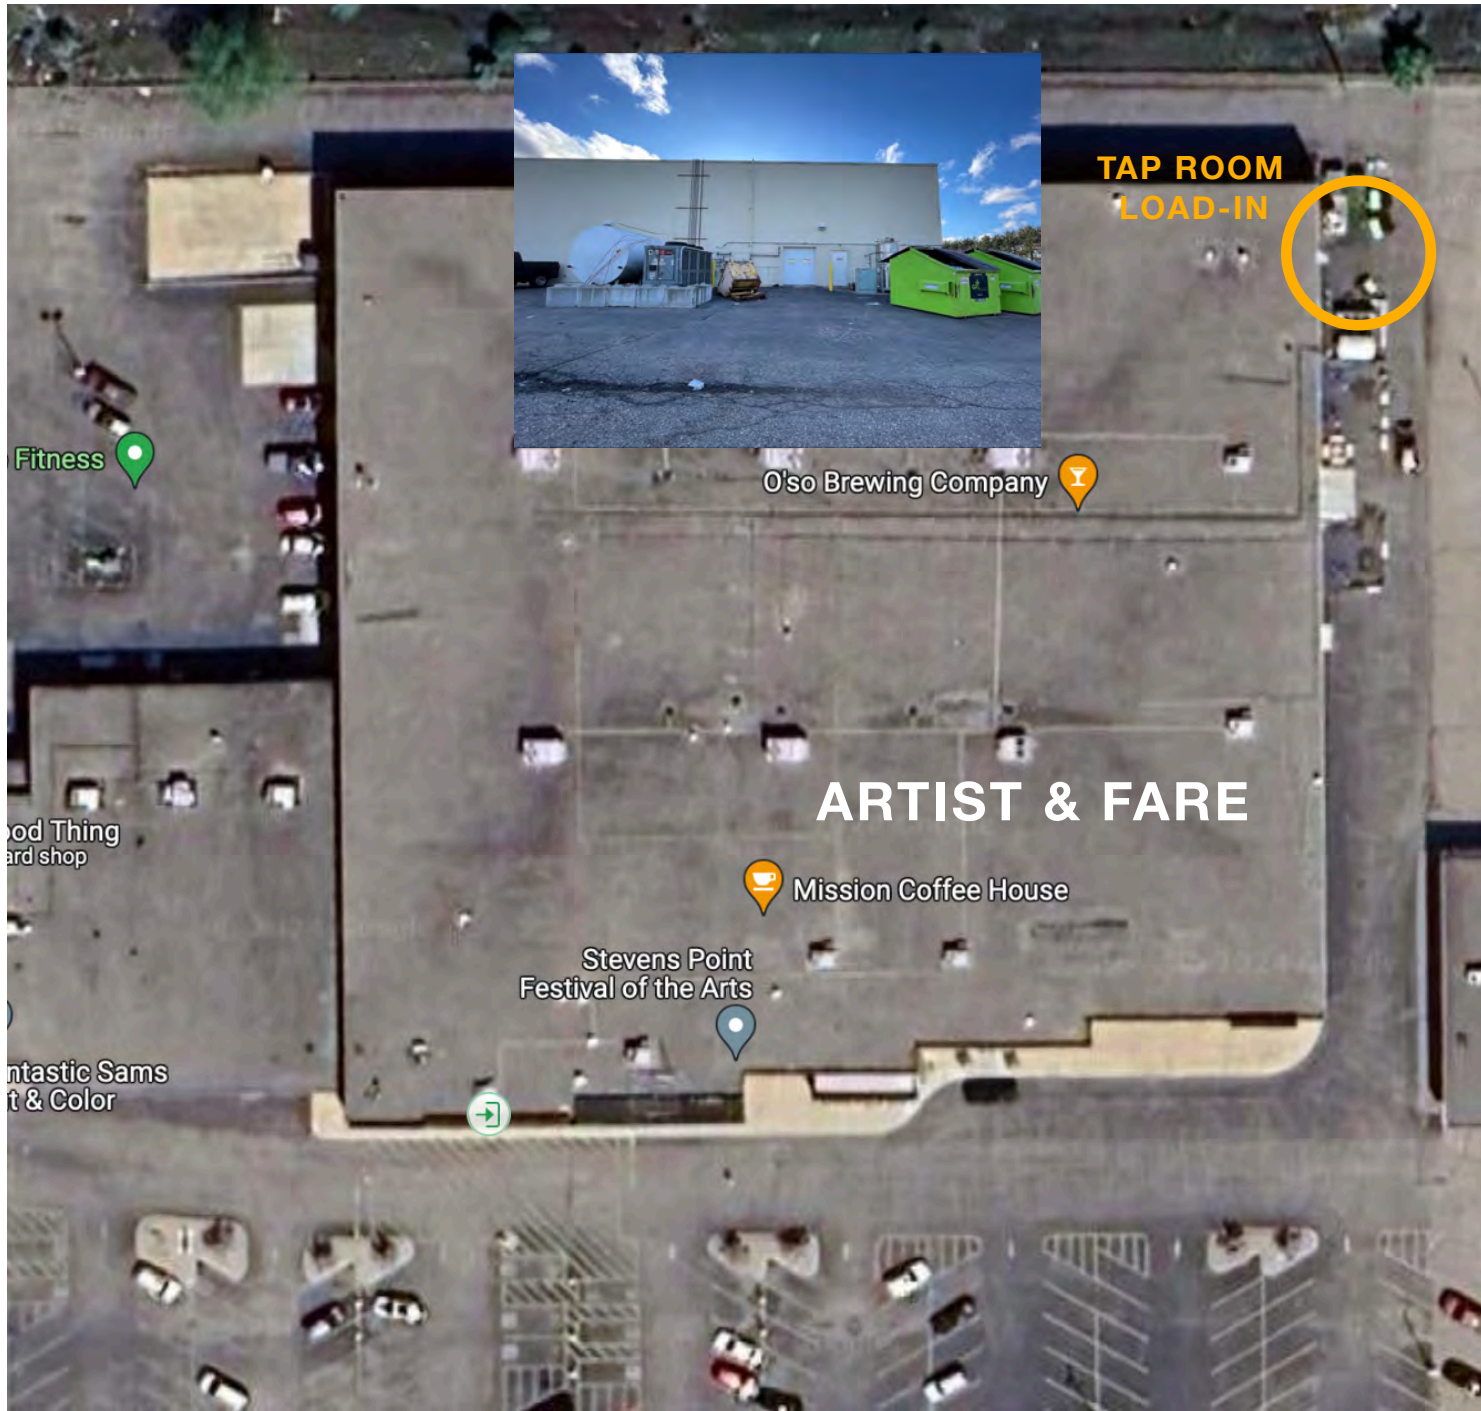 TAP ROOM
LOAD-IN
Fitness
O'so Brewing Company
ARTIST & FARE
ood Thing
ard shop
Mission Coffee House
Stevens Point
Festival of the Arts
ntastic Sams
t & Color